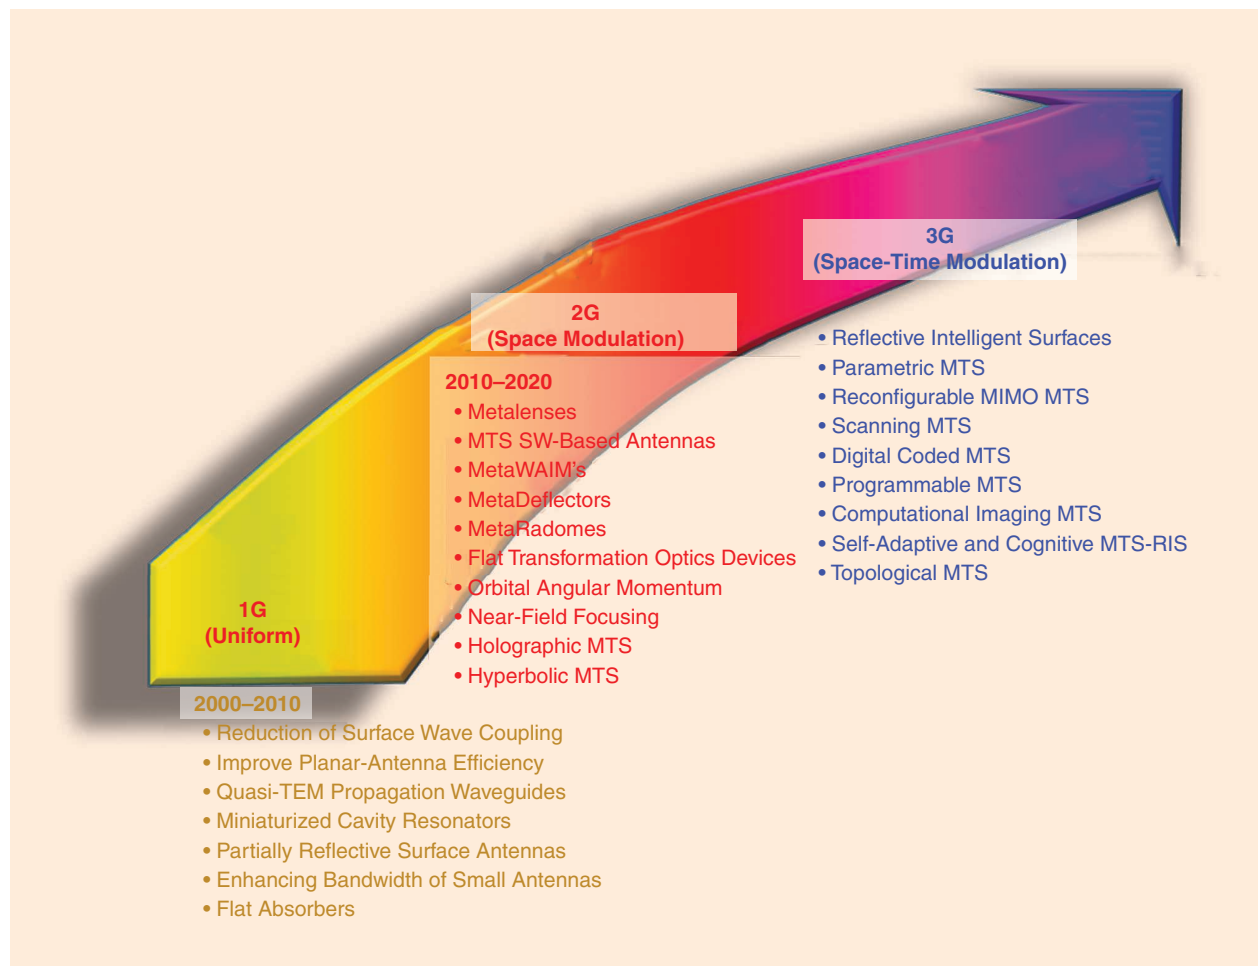 1G
(Uniform)
2000–2010
• Reduction of Surface Wave Coupling
• Improve Planar-Antenna Efficiency
• Quasi-TEM Propagation Waveguides
• Miniaturized Cavity Resonators
• Partially Reflective Surface Antennas
• Enhancing Bandwidth of Small Antennas
• Flat Absorbers
2G
(Space Modulation)
2010–2020
• Metalenses
• MTS SW-Based Antennas
• MetaWAIM's
• MetaDeflectors
• MetaRadomes
• Flat Transformation Optics Devices
• Orbital Angular Momentum
• Near-Field Focusing
• Holographic MTS
• Hyperbolic MTS
3G
(Space-Time Modulation)
• Reflective Intelligent Surfaces
• Parametric MTS
• Reconfigurable MIMO MTS
• Scanning MTS
• Digital Coded MTS
• Programmable MTS
• Computational Imaging MTS
• Self-Adaptive and Cognitive MTS-RIS
• Topological MTS